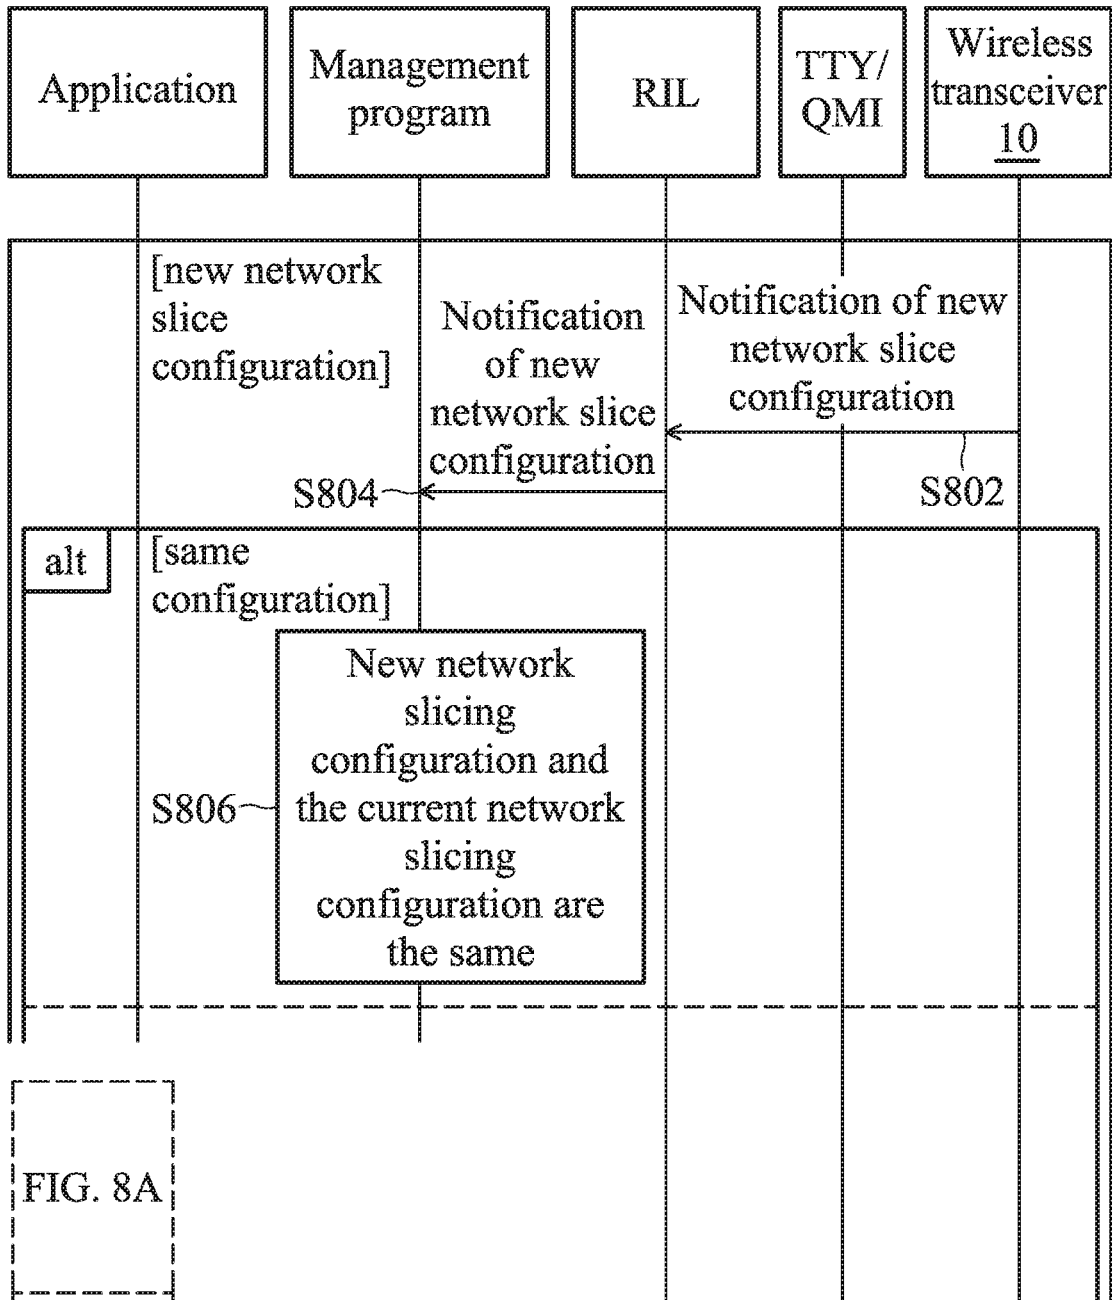 Application
Management
program
RIL
TTY/
QMI
Wireless
transceiver
10
[new network
slice
configuration]
Notification
of new
network slice
configuration
Notification of new
network slice
configuration
S804
S802
alt
[same
configuration]
New network
slicing
configuration and
the current network
slicing
configuration are
the same
S806
FIG. 8A